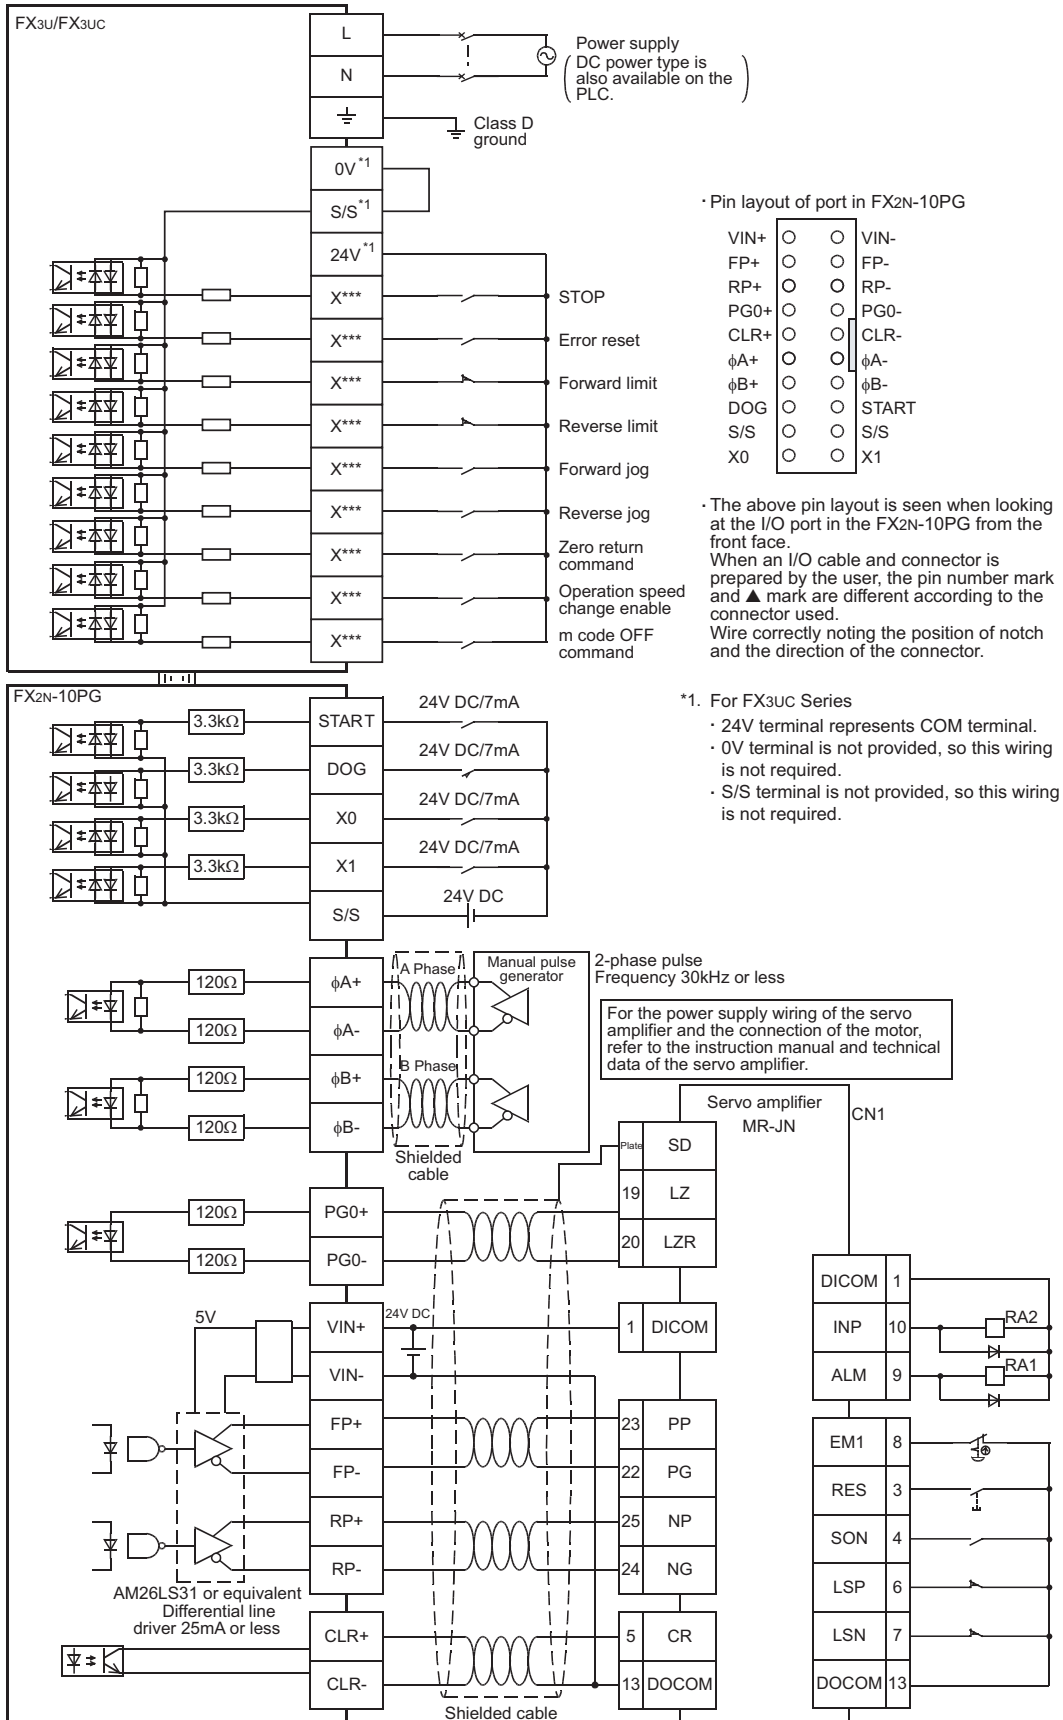 FX3U/FX3UC
L
N
Power supply
DC power type is
also available on the
PLC.
Class D
ground
0V*1
S/S*1
24V*1
X***
STOP
X***
Error reset
X***
Forward limit
X***
Reverse limit
X***
Forward jog
X***
Reverse jog
X***
Zero return
command
X***
Operation speed
change enable
X***
m code OFF
command
· Pin layout of port in FX2N-10PG
VIN+ VIN-
FP+ FP-
RP+ RP-
PG0+ PG0-
CLR+ CLR-
ϕA+ ϕA-
ϕB+ ϕB-
DOG START
S/S S/S
X0 X1
· The above pin layout is seen when looking
at the I/O port in the FX2N-10PG from the
front face.
When an I/O cable and connector is
prepared by the user, the pin number mark
and ▲ mark are different according to the
connector used.
Wire correctly noting the position of notch
and the direction of the connector.
*1. For FX3UC Series
· 24V terminal represents COM terminal.
· 0V terminal is not provided, so this wiring
is not required.
· S/S terminal is not provided, so this wiring
is not required.
FX2N-10PG
3.3kΩ START 24V DC/7mA
3.3kΩ DOG 24V DC/7mA
3.3kΩ X0 24V DC/7mA
3.3kΩ X1 24V DC/7mA
S/S 24V DC
120Ω ϕA+ A Phase
120Ω ϕA-
120Ω ϕB+ B Phase
120Ω ϕB-
Manual pulse
generator
2-phase pulse
Frequency 30kHz or less
Shielded
cable
For the power supply wiring of the servo
amplifier and the connection of the motor,
refer to the instruction manual and technical
data of the servo amplifier.
Servo amplifier
MR-JN
CN1
Plate SD
120Ω PG0+ 19 LZ
120Ω PG0- 20 LZR
5V VIN+ 24V DC 1 DICOM
VIN-
FP+ 23 PP
FP- 22 PG
RP+ 25 NP
RP- 24 NG
AM26LS31 or equivalent
Differential line
driver 25mA or less
CLR+ 5 CR
CLR- 13 DOCOM
Shielded cable
DICOM 1
INP 10 RA2
ALM 9 RA1
EM1 8
RES 3
SON 4
LSP 6
LSN 7
DOCOM 13